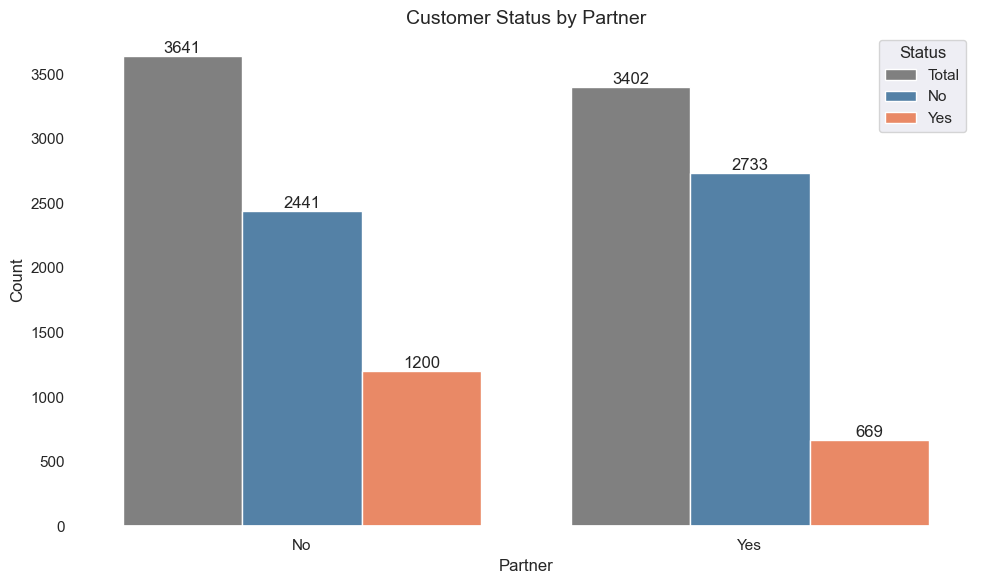 Customer Status by Partner
Status
Total
No
Yes
3641
2441
1200
3402
2733
669
3500
3000
2500
2000
1500
1000
500
0
Count
No
Yes
Partner